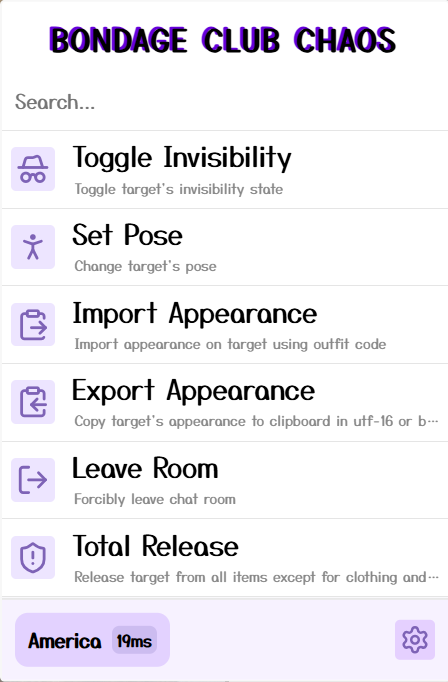 BONDAGE CLUB CHAOS
Search...
Toggle Invisibility
Toggle target's invisibility state
Set Pose
Change target's pose
Import Appearance
Import appearance on target using outfit code
Export Appearance
Copy target's appearance to clipboard in utf-16 or b...
Leave Room
Forcibly leave chat room
Total Release
Release target from all items except for clothing and...
America 19ms